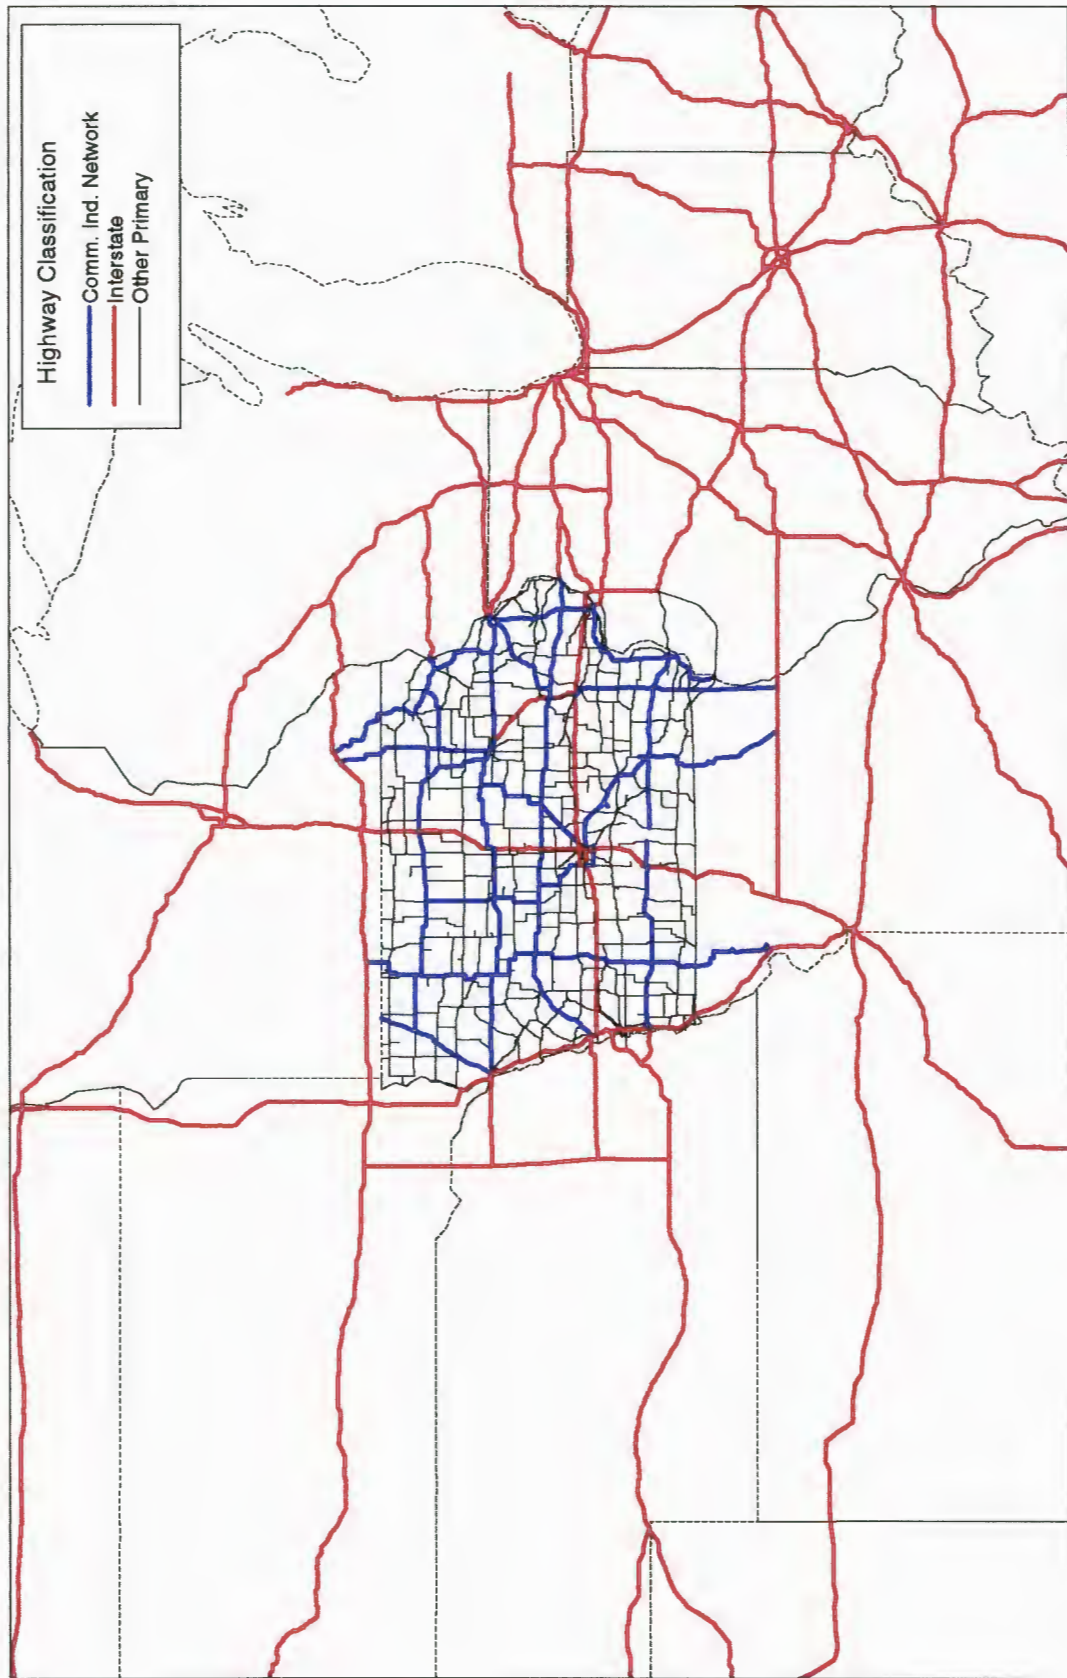 Highway Classification
Comm. Ind. Network
Interstate
Other Primary